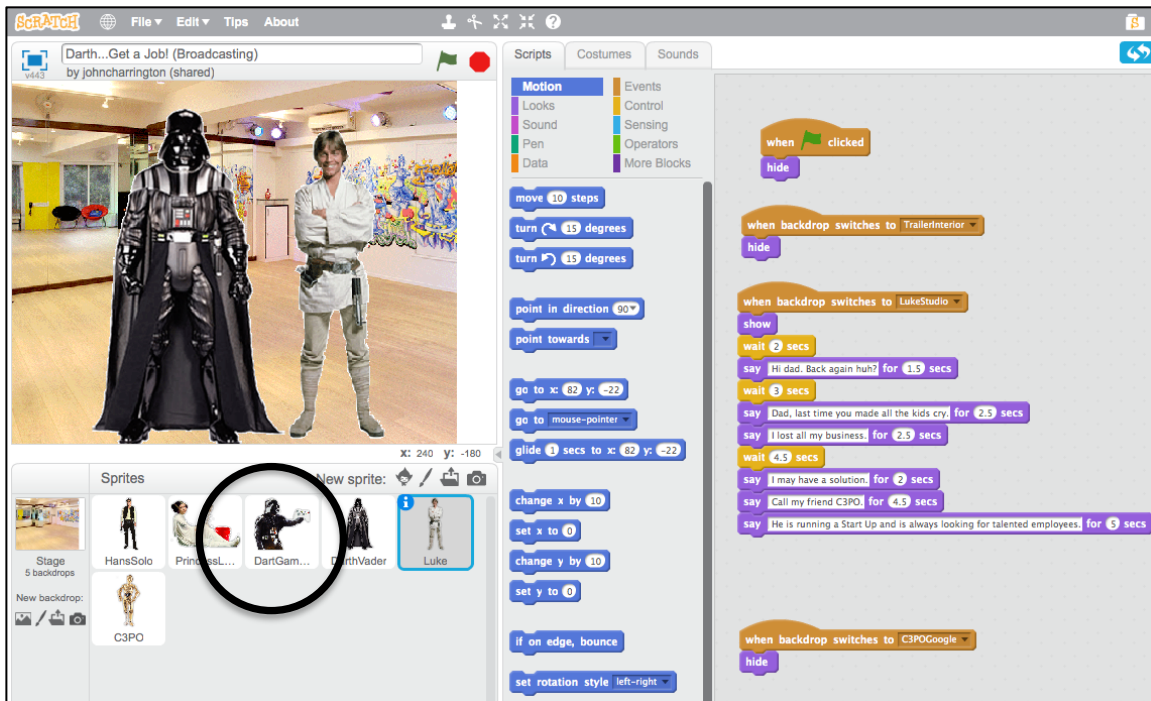 SCRATCH File▼ Edit▼ Tips About
v443 Darth...Get a Job! (Broadcasting)
by johncharrington (shared)
x: 240 y: -180
Sprites New sprite:
Stage
5 backdrops
New backdrop:
HansSolo PrincessL... DartGam... DarthVader Luke
C3PO
Scripts Costumes Sounds
Motion Events
Looks Control
Sound Sensing
Pen Operators
Data More Blocks
move 10 steps
turn 15 degrees
turn 15 degrees
point in direction 90▼
point towards
go to x: 82 y: -22
go to mouse-pointer
glide 1 secs to x: 82 y: -22
change x by 10
set x to 0
change y by 10
set y to 0
if on edge, bounce
set rotation style left-right
when clicked
hide
when backdrop switches to TrailerInterior
hide
when backdrop switches to LukeStudio
show
wait 2 secs
say Hi dad. Back again huh? for 1.5 secs
wait 3 secs
say Dad, last time you made all the kids cry. for 2.5 secs
say I lost all my business. for 2.5 secs
wait 4.5 secs
say I may have a solution. for 2 secs
say Call my friend C3PO. for 4.5 secs
say He is running a Start Up and is always looking for talented employees. for 5 secs
when backdrop switches to C3POGoogle
hide